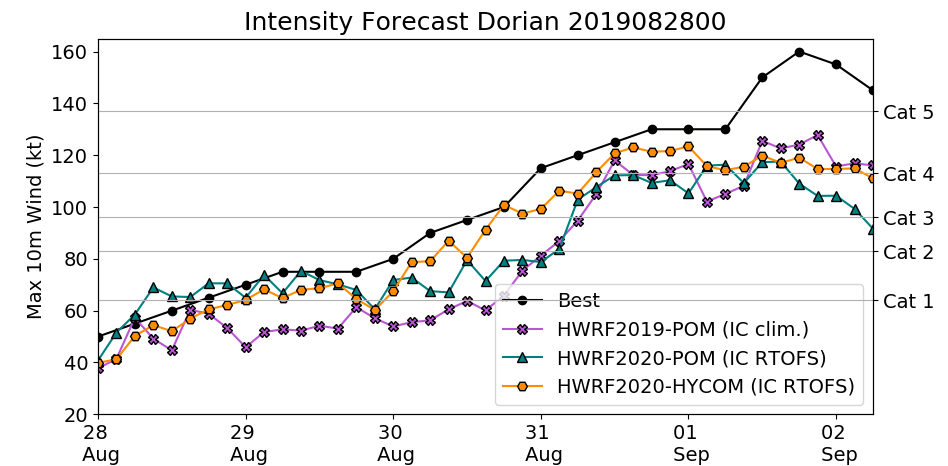 Intensity Forecast Dorian 2019082800
Max 10m Wind (kt)
160
140
120
100
80
60
40
20
Cat 5
Cat 4
Cat 3
Cat 2
Cat 1
Best
HWRF2019-POM (IC clim.)
HWRF2020-POM (IC RTOFS)
HWRF2020-HYCOM (IC RTOFS)
28 29 30 31 01 02
Aug Aug Aug Aug Sep Sep